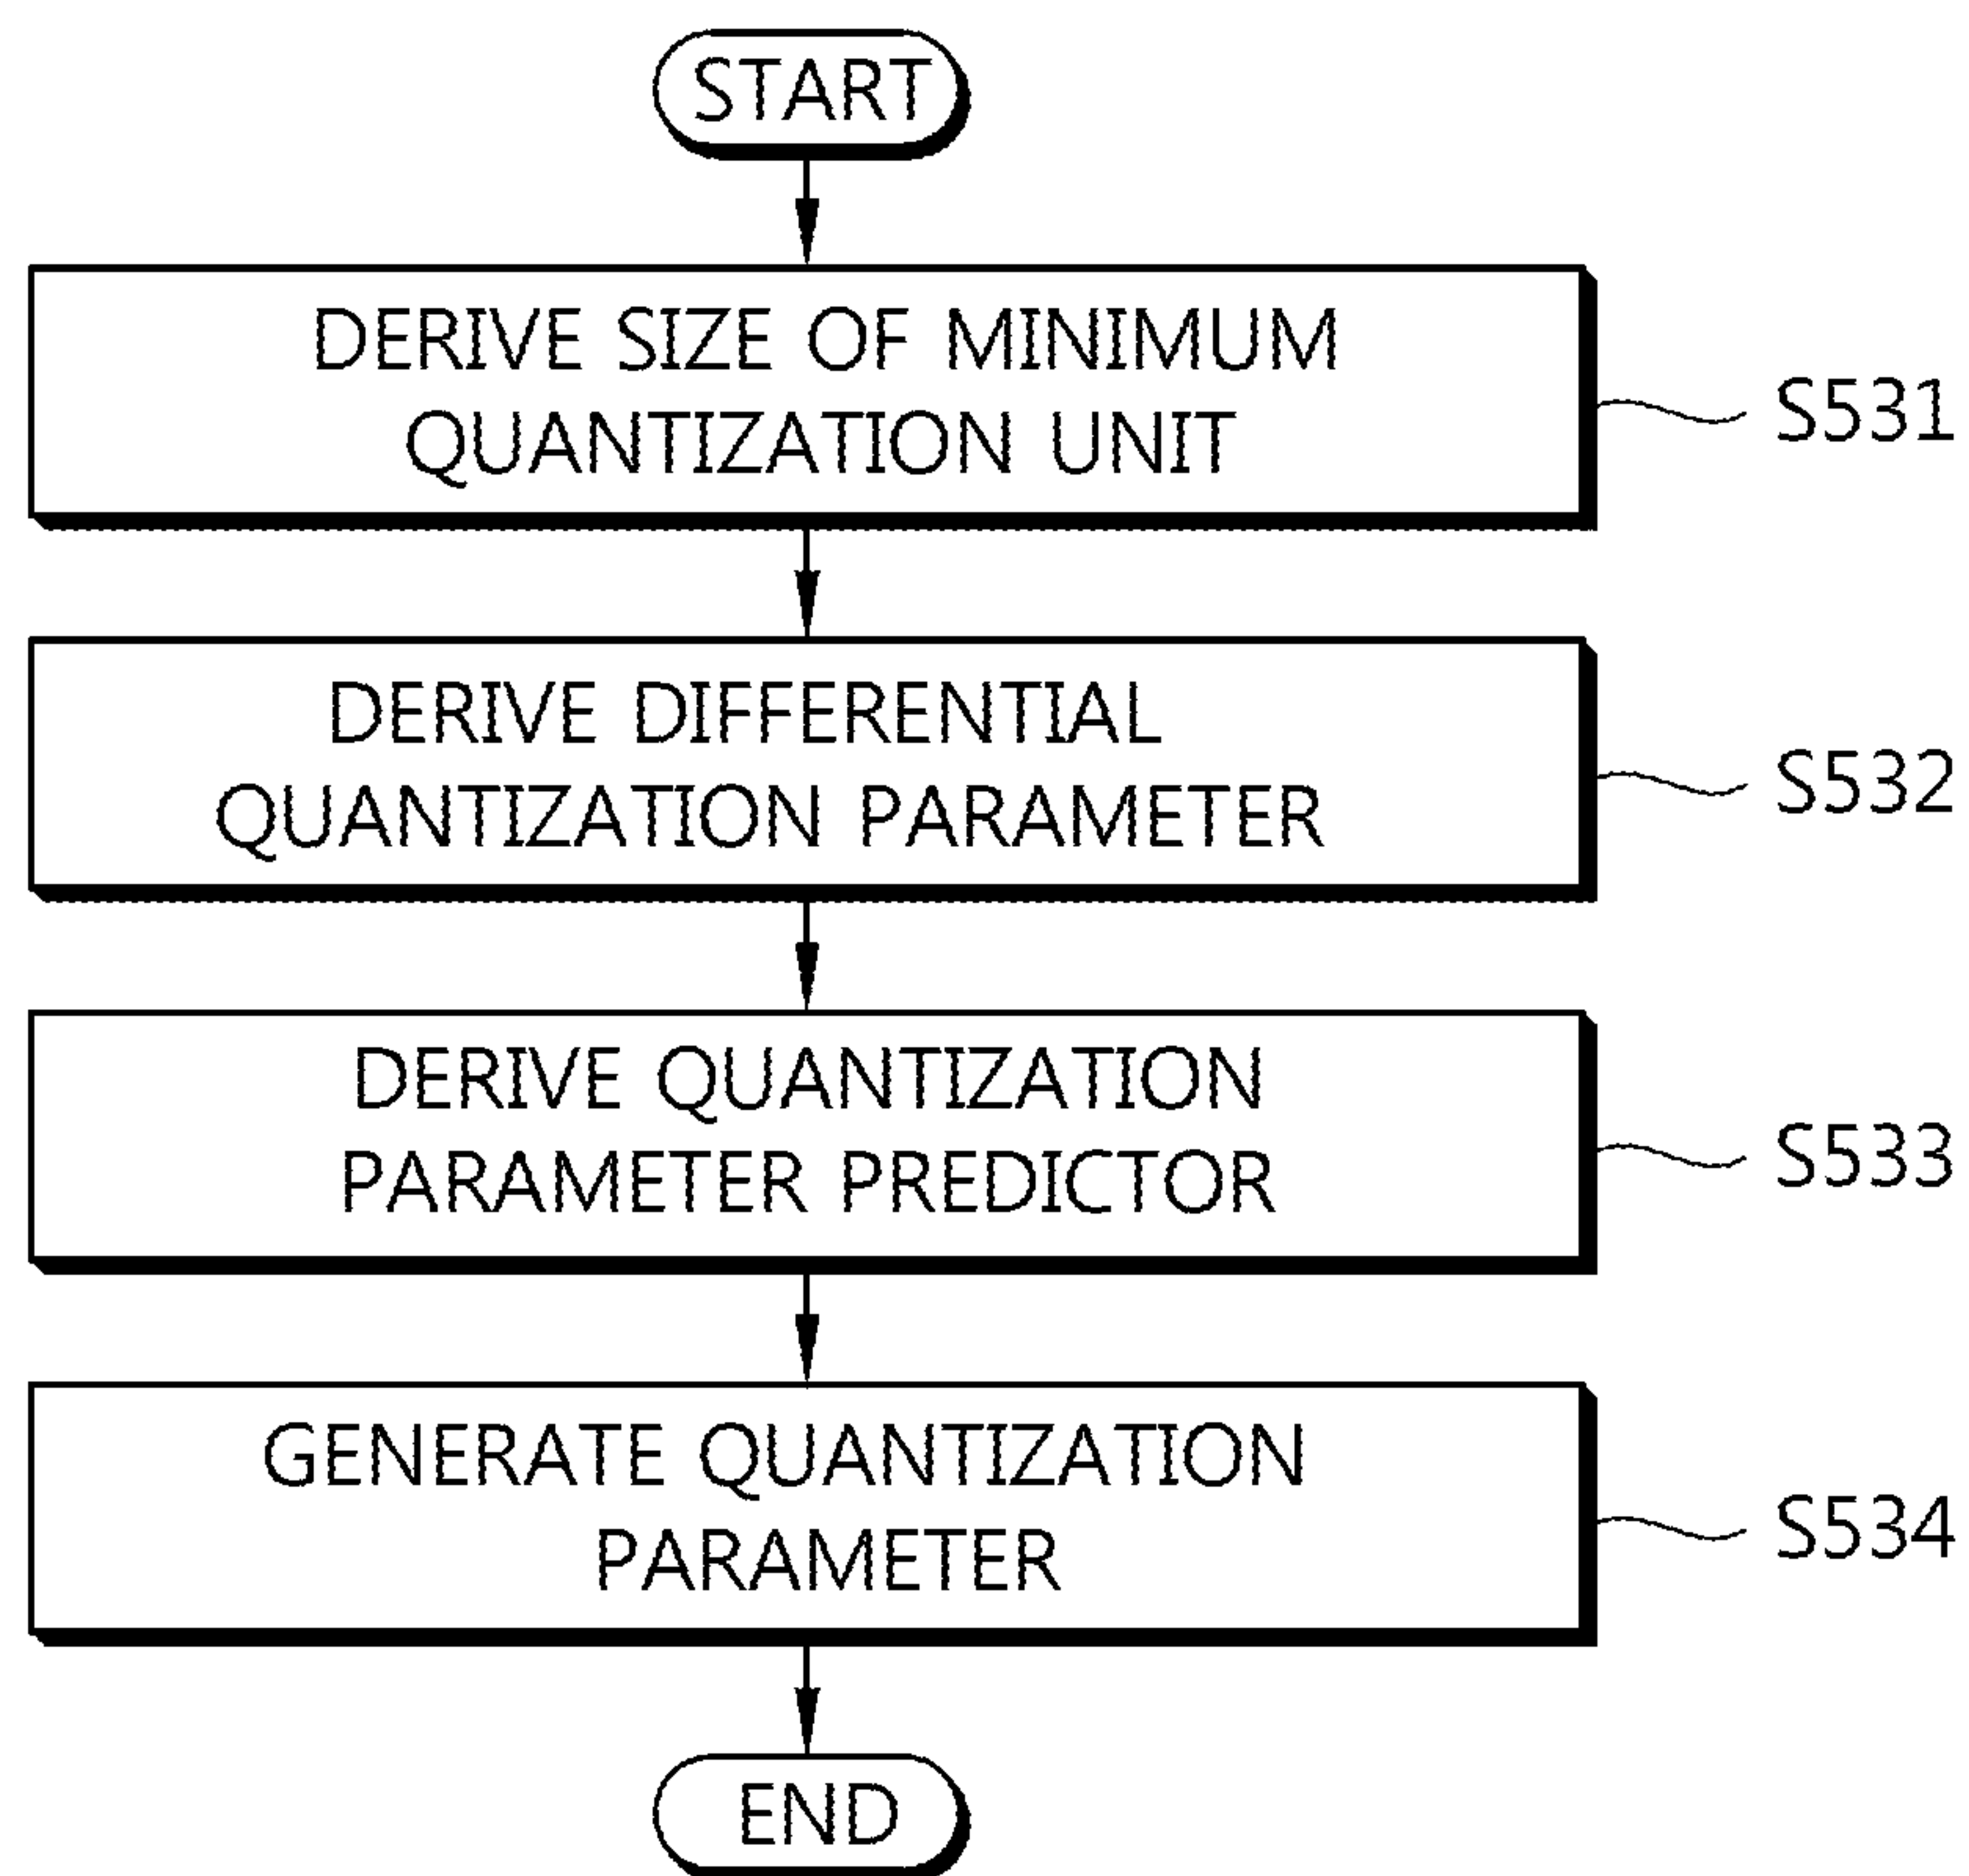 START
DERIVE SIZE OF MINIMUM
QUANTIZATION UNIT
S531
DERIVE DIFFERENTIAL
QUANTIZATION PARAMETER
S532
DERIVE QUANTIZATION
PARAMETER PREDICTOR
S533
GENERATE QUANTIZATION
PARAMETER
S534
END